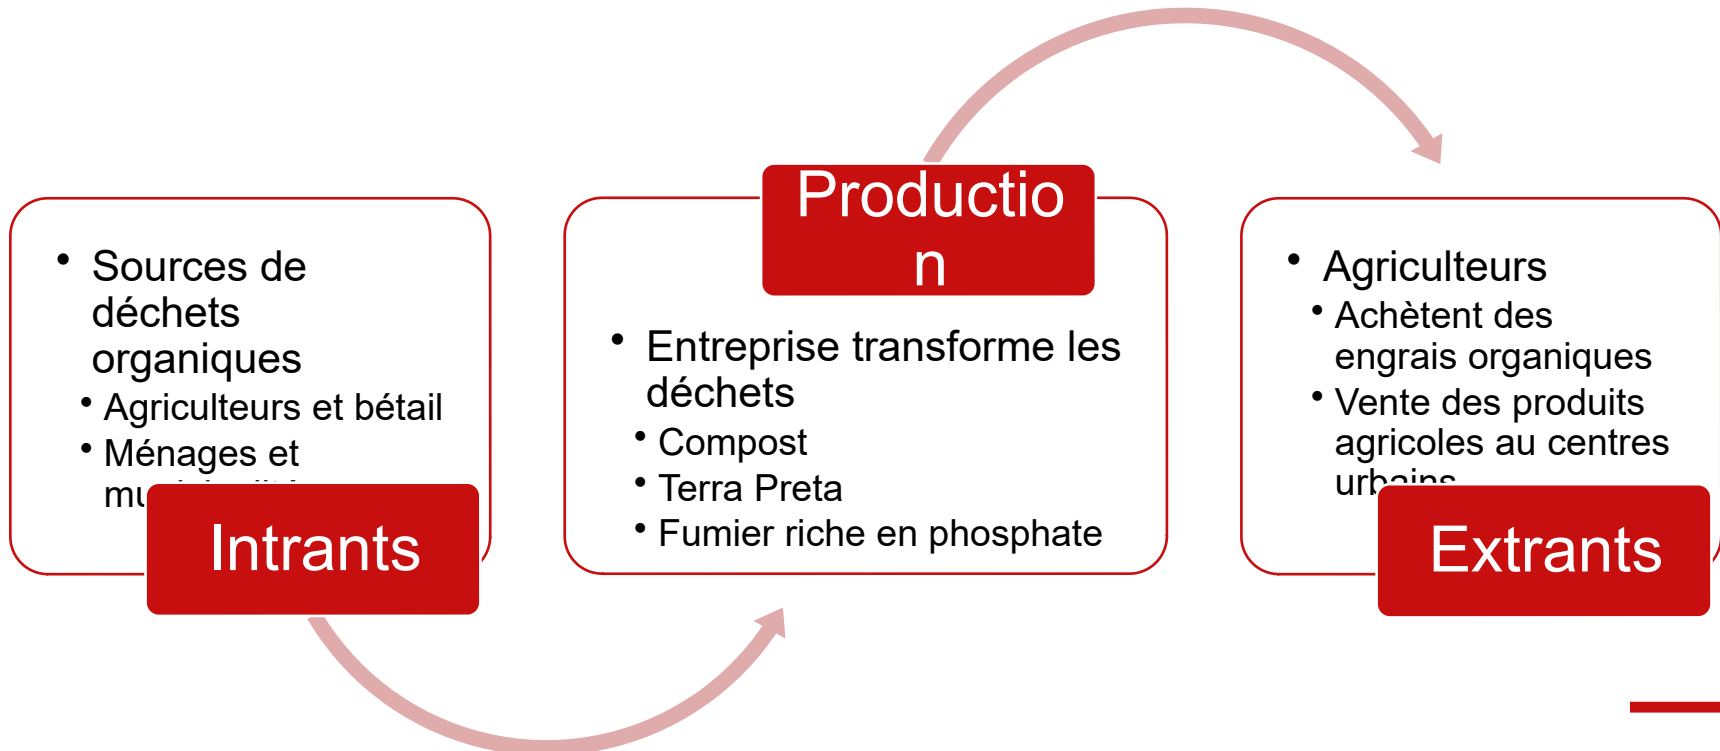 • Sources de
déchets
organiques
• Agriculteurs et bétail
• Ménages et
Intrants
Productio
n
• Entreprise transforme les
déchets
• Compost
• Terra Preta
• Fumier riche en phosphate
• Agriculteurs
• Achètent des
engrais organiques
• Vente des produits
agricoles au centres
urbains
Extrants